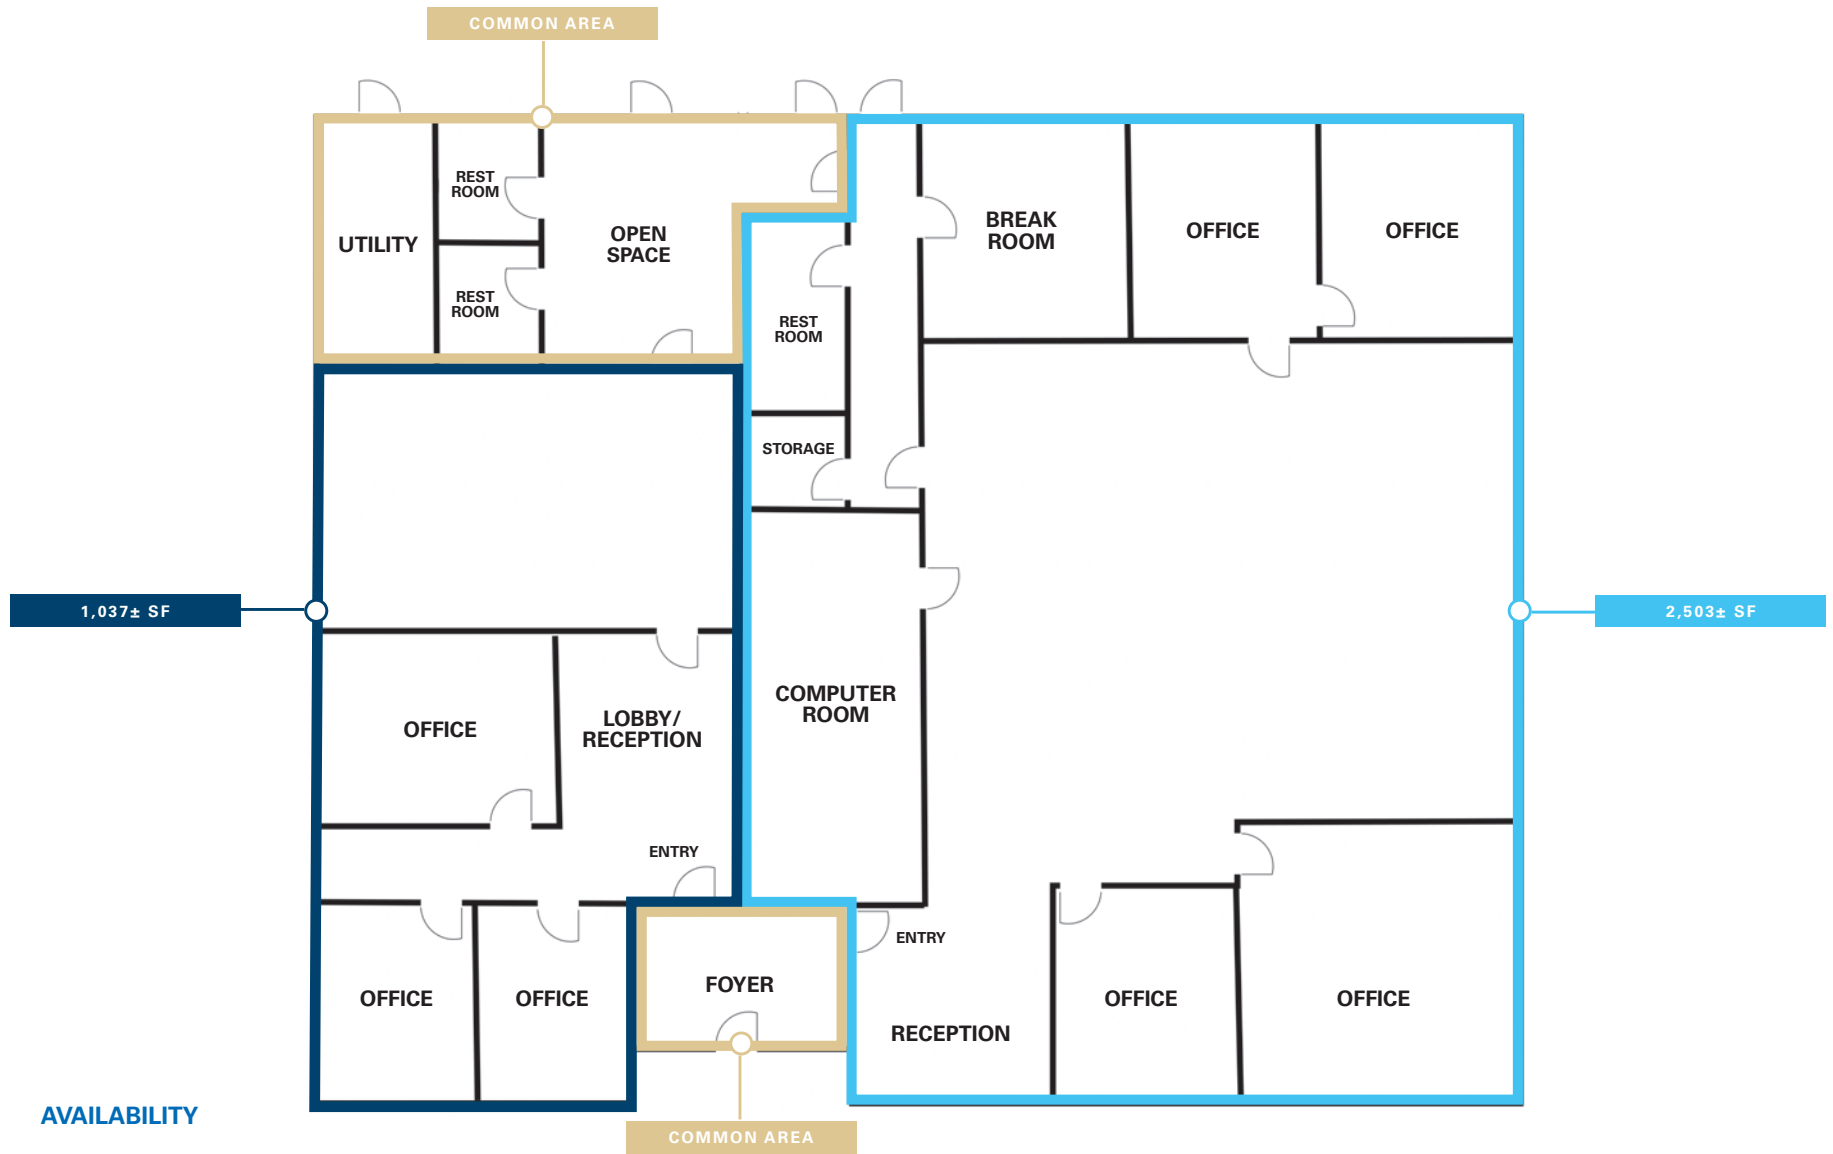 COMMON AREA
REST
ROOM
UTILITY
OPEN
SPACE
REST
ROOM
BREAK
ROOM
OFFICE
OFFICE
REST
ROOM
STORAGE
1,037± SF
2,503± SF
OFFICE
LOBBY/
RECEPTION
COMPUTER
ROOM
ENTRY
ENTRY
OFFICE
OFFICE
FOYER
RECEPTION
OFFICE
OFFICE
AVAILABILITY
COMMON AREA